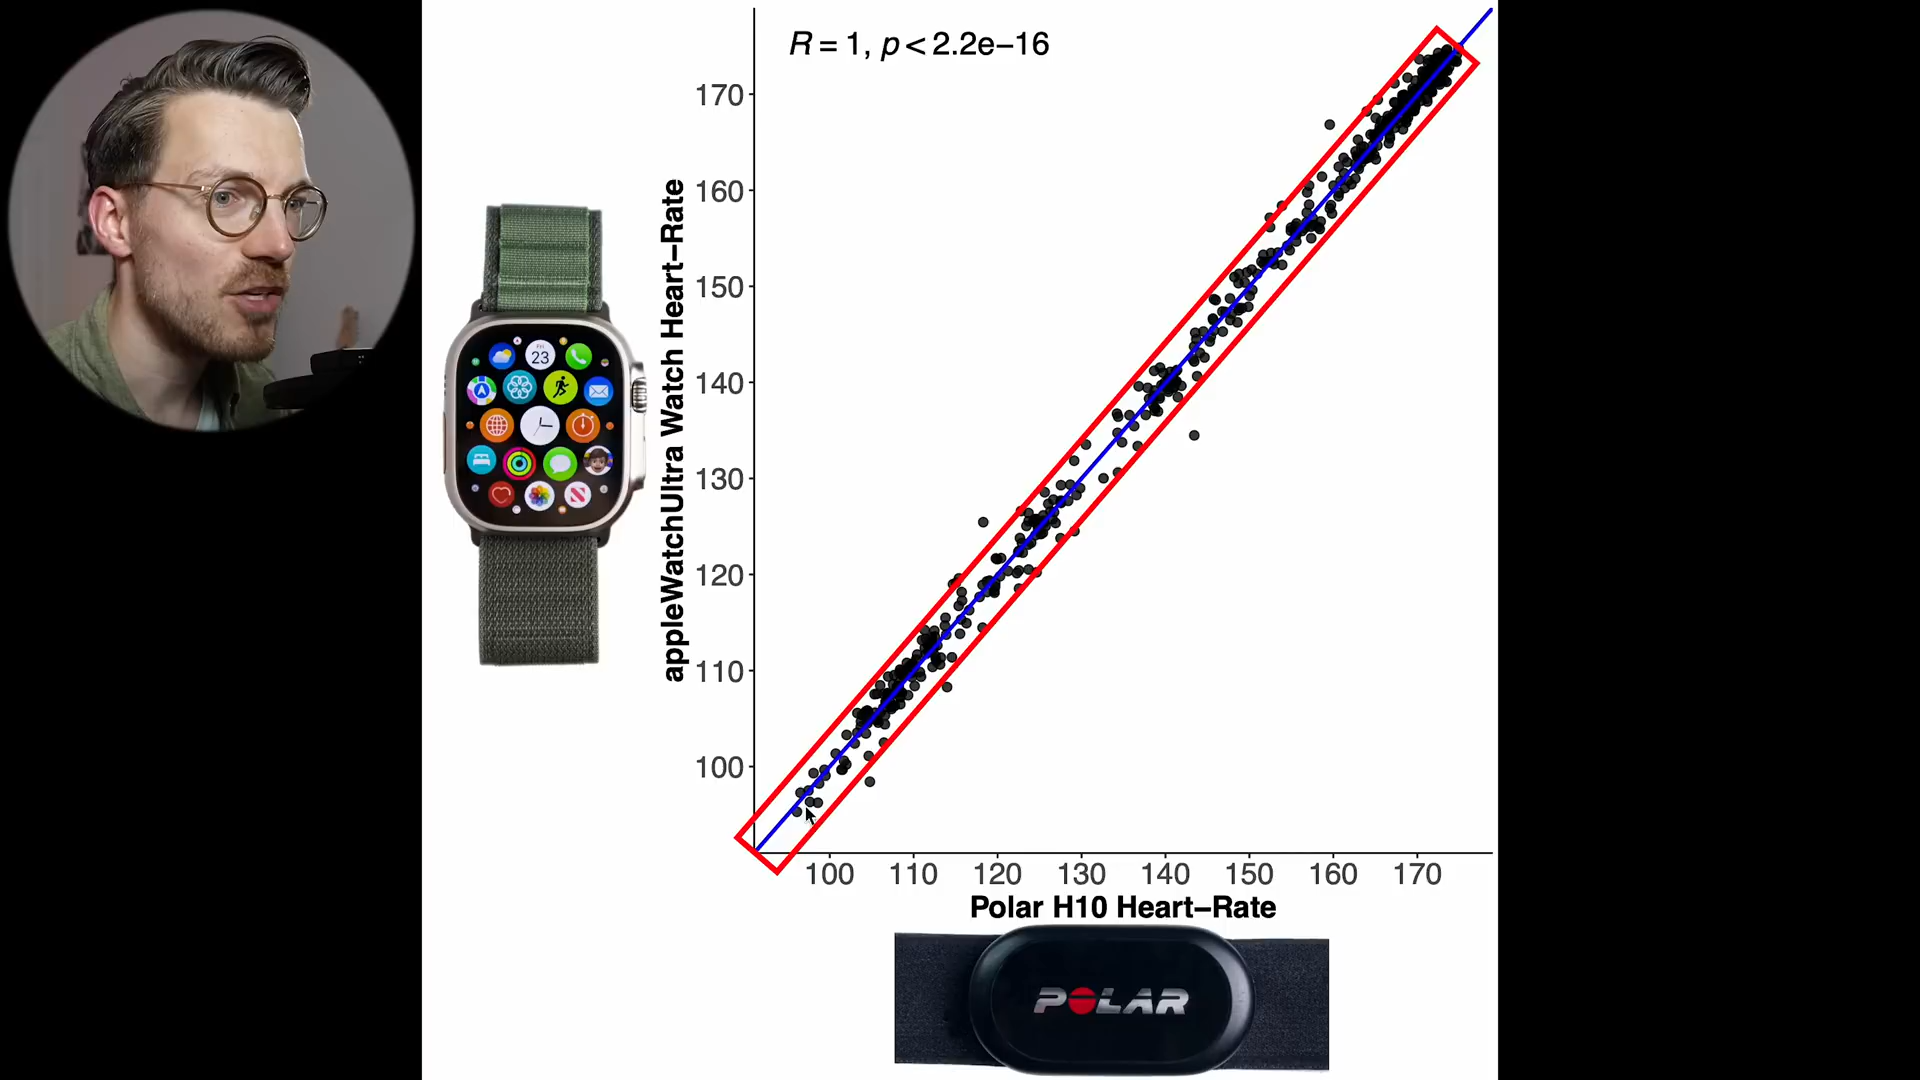 R = 1, p < 2.2e−16
170
160
150
140
130
120
110
100
appleWatchUltra Watch Heart−Rate
FRI
23
100 110 120 130 140 150 160 170
Polar H10 Heart−Rate
POLAR